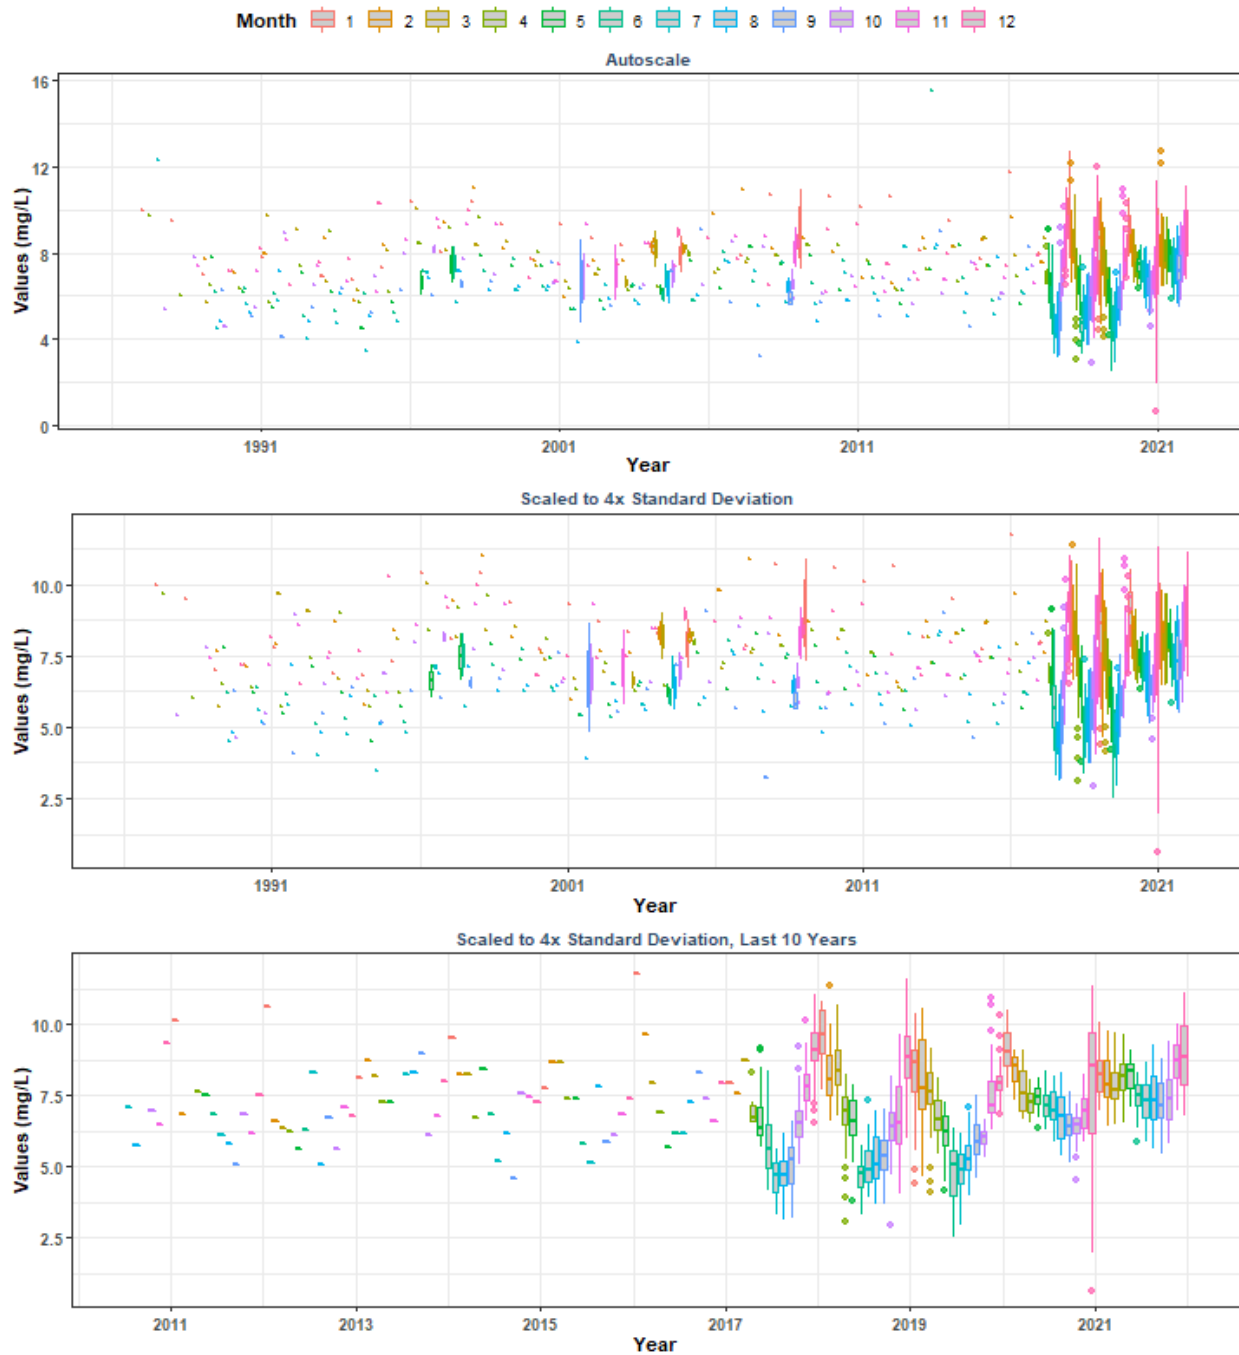 Month 1 2 3 4 5 6 7 8 9 10 11 12
Autoscale
Values (mg/L)
16
12
8
4
0
1991 2001 2011 2021
Year
Scaled to 4x Standard Deviation
Values (mg/L)
10.0
7.5
5.0
2.5
1991 2001 2011 2021
Year
Scaled to 4x Standard Deviation, Last 10 Years
Values (mg/L)
10.0
7.5
5.0
2.5
2011 2013 2015 2017 2019 2021
Year